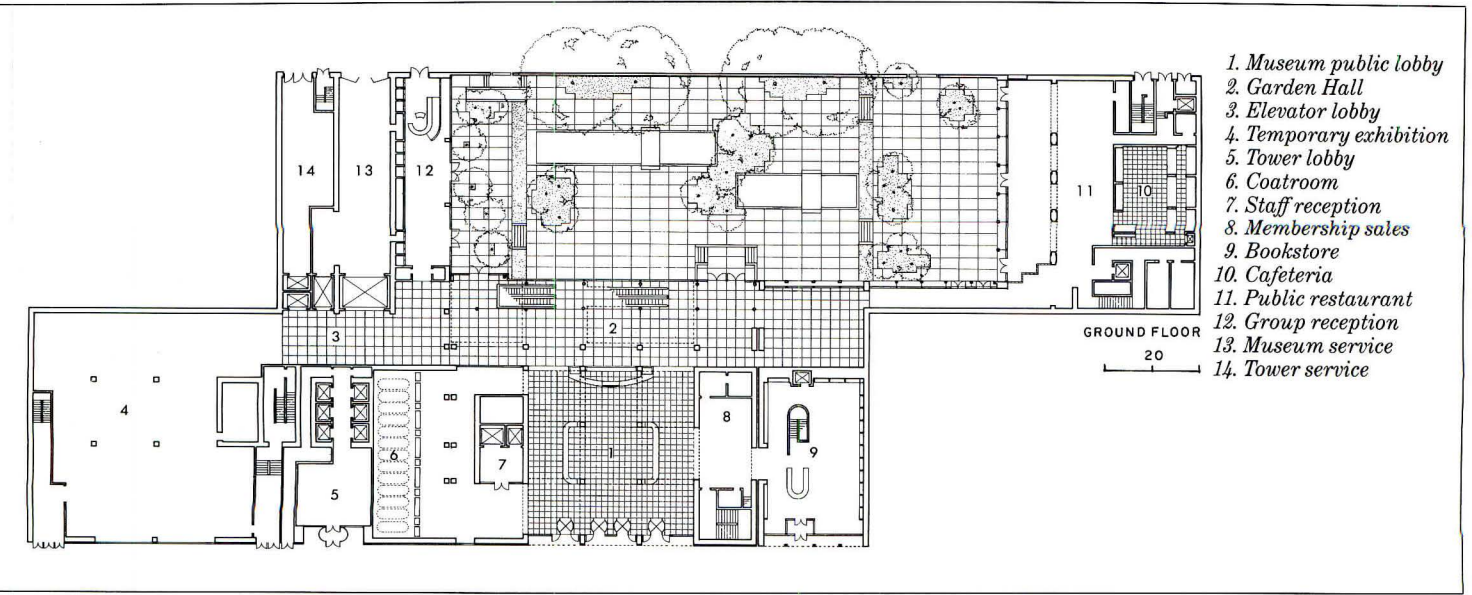 1. Museum public lobby
2. Garden Hall
3. Elevator lobby
4. Temporary exhibition
5. Tower lobby
6. Coatroom
7. Staff reception
8. Membership sales
9. Bookstore
10. Cafeteria
11. Public restaurant
12. Group reception
13. Museum service
14. Tower service
GROUND FLOOR
20
14
13
12
11
10
3
2
4
5
6
7
1
8
9